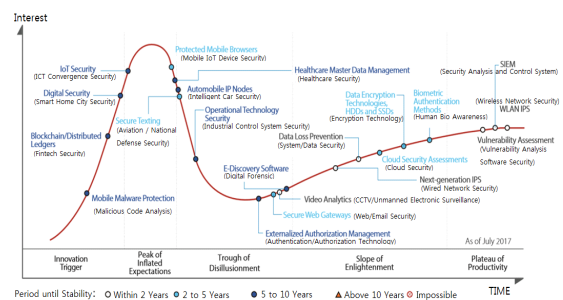 Interest
SIEM
(Security Analysis and Control System)
Protected Mobile Browsers
(Mobile IoT Device Security)
IoT Security
(ICT Convergence Security)
Healthcare Master Data Management
(Healthcare Security)
Digital Security
(Smart Home City Security)
Automobile IP Nodes
(Intelligent Car Security)
Data Encryption
Technologies,
HDDs and SSDs
(Encryption Technology)
Biometric
Authentication
Methods
(Human Bio Awareness)
(Wireless Network Security)
WLAN IPS
Operational Technology
Security
(Industrial Control System Security)
Secure Texting
(Aviation / National
Defense Security)
Blockchain/Distributed
Ledgers
(Fintech Security)
Data Loss Prevention
(System/Data Security)
Vulnerability Assessment
(Vulnerability Analysis
Software Security)
Cloud Security Assessments
(Cloud Security)
E-Discovery Software
(Digital Forensic)
Next-generation IPS
(Wired Network Security)
Mobile Malware Protection
(Malicious Code Analysis)
Video Analytics (CCTV/Unmanned Electronic Surveillance)
Secure Web Gateways (Web/Email Security)
Externalized Authorization Management
(Authentication/Authorization Technology)
As of July 2017
Innovation
Trigger
Peak of
Inflated
Expectations
Trough of
Disillusionment
Slope of
Enlightenment
Plateau of
Productivity
Period until Stability: Within 2 Years 2 to 5 Years 5 to 10 Years Above 10 Years Impossible
TIME